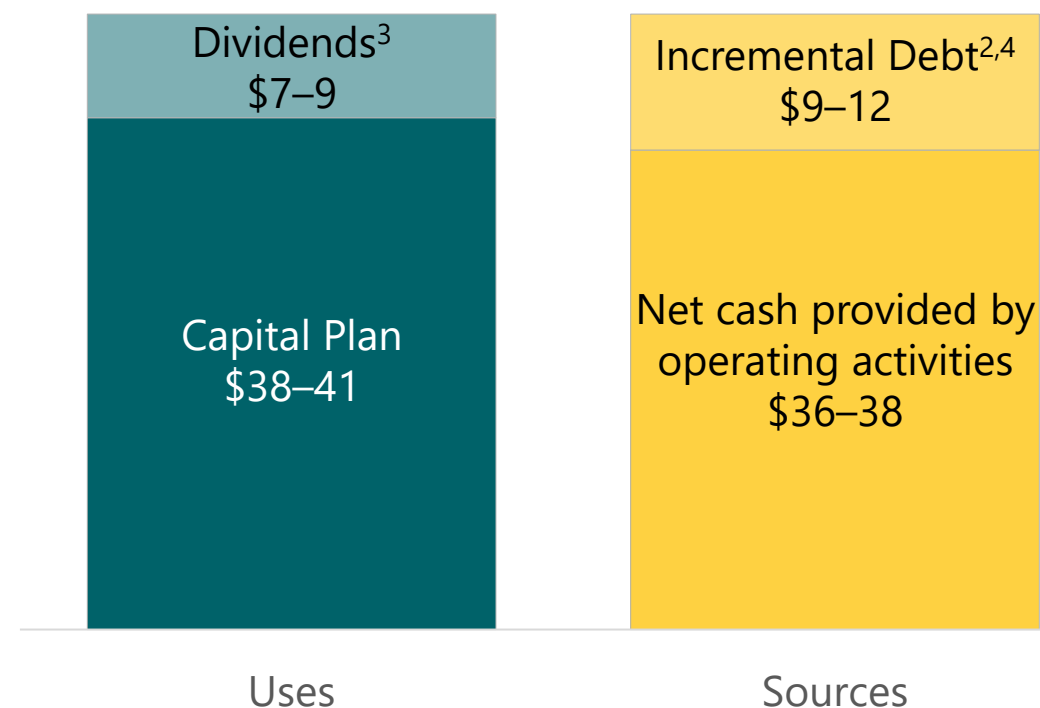 Dividends³
$7–9
Capital Plan
$38–41
Incremental Debt²,⁴
$9–12
Net cash provided by
operating activities
$36–38
Uses
Sources